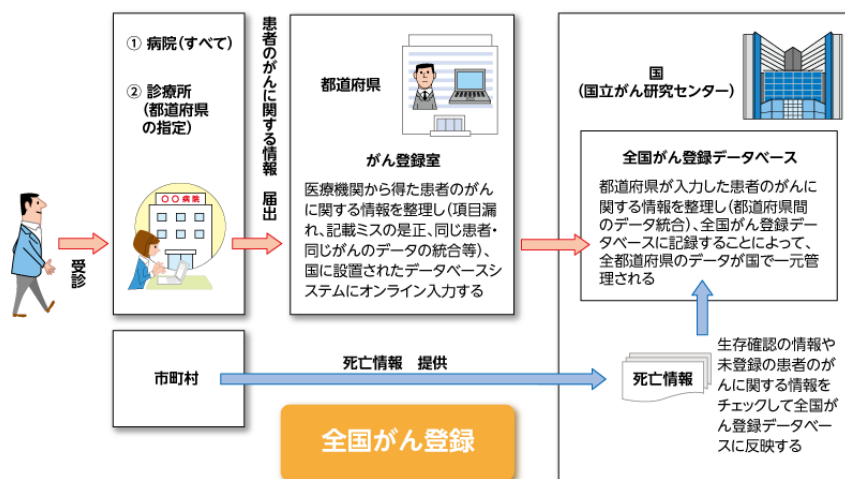 ① 病院(すべて)
② 診療所
(都道府県
の指定)
〇〇病院
受診
患者のがんに関する情報 届出
都道府県
がん登録室
医療機関から得た患者のがん
に関する情報を整理し(項目漏
れ、記載ミスの是正、同じ患者・
同じがんのデータの統合等)、
国に設置されたデータベースシ
ステムにオンライン入力する
国
(国立がん研究センター)
全国がん登録データベース
都道府県が入力した患者のがんに
関する情報を整理し(都道府県間
のデータ統合)、全国がん登録デー
タベースに記録することによって、
全都道府県のデータが国で一元管
理される
市町村
死亡情報 提供
死亡情報
生存確認の情報や
未登録の患者のが
んに関する情報を
チェックして全国が
ん登録データベー
スに反映する
全国がん登録